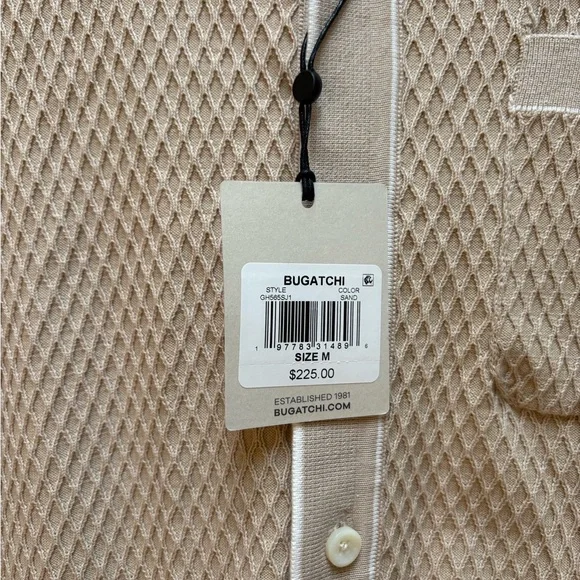 BUGATCHI
STYLE COLOR
GH565SJ1 SAND
1 97783 31489 6
SIZE M
$225.00
ESTABLISHED 1981
BUGATCHI.COM